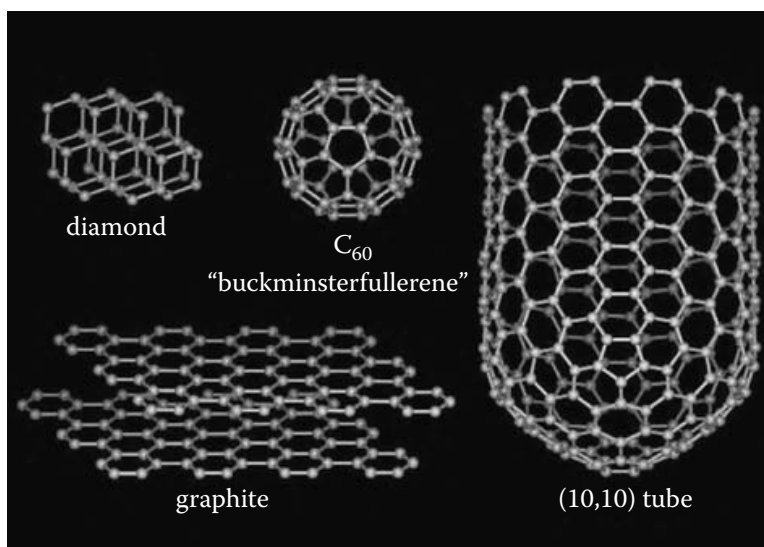 diamond
C₆₀
“buckminsterfullerene”
graphite
(10,10) tube